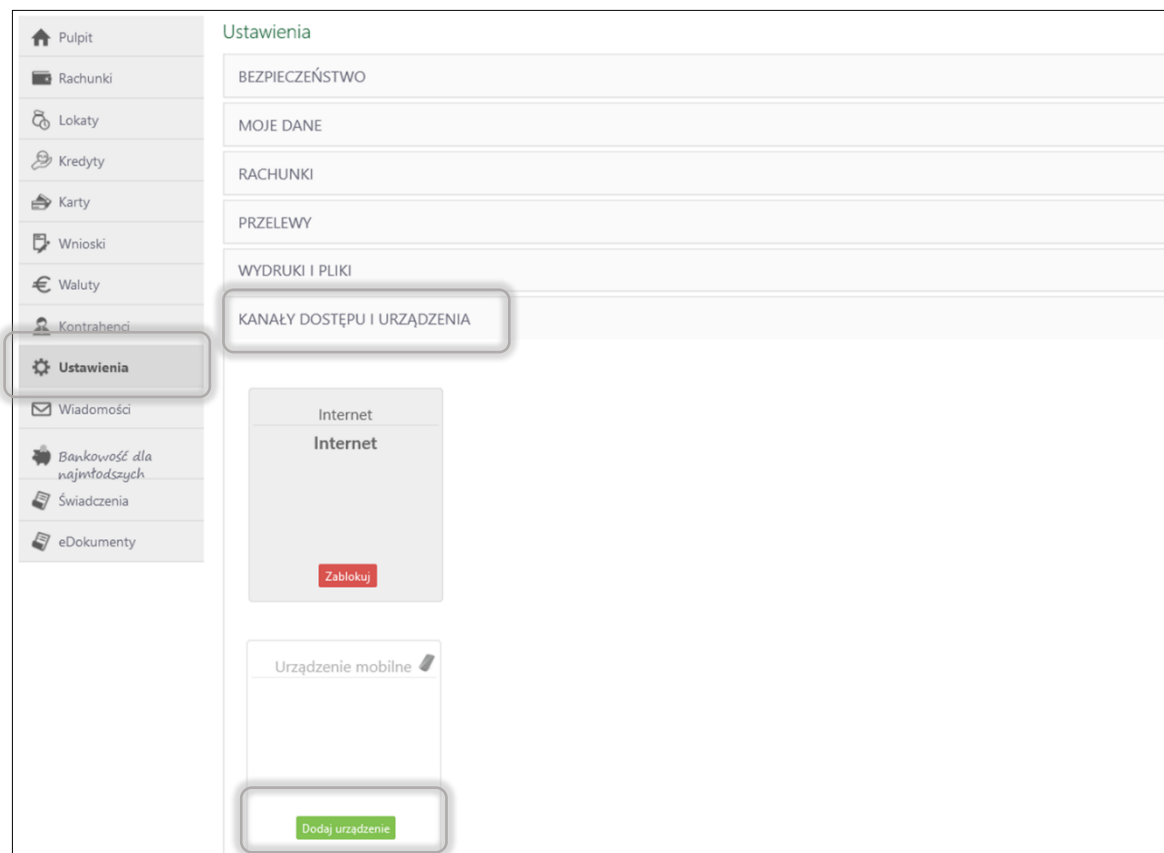 Pulpit
Rachunki
Lokaty
Kredyty
Karty
Wnioski
Waluty
Kontrahenci
Ustawienia
Wiadomości
Bankowość dla
najmłodszych
Świadczenia
eDokumenty
Ustawienia
BEZPIECZEŃSTWO
MOJE DANE
RACHUNKI
PRZELEWY
WYDRUKI I PLIKI
KANAŁY DOSTĘPU I URZĄDZENIA
Internet
Internet
Zablokuj
Urządzenie mobilne
Dodaj urządzenie